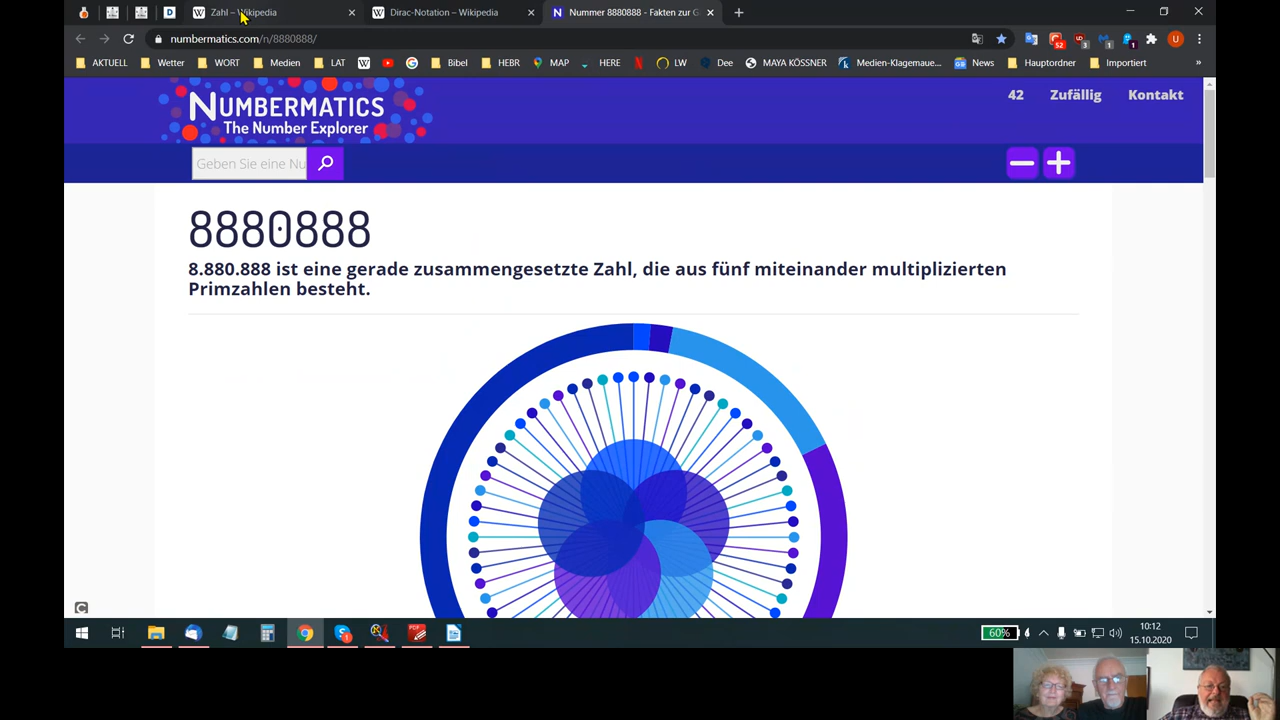 Zahl – Wikipedia
Dirac-Notation – Wikipedia
Nummer 8880888 - Fakten zur G
numbermatics.com/n/8880888/
AKTUELL
Wetter
WORT
Medien
LAT
Bibel
HEBR
MAP
HERE
LW
Dee
MAYA KÖSSNER
Medien-Klagemaue...
News
Hauptordner
Importiert
NUMBERMATICS
The Number Explorer
42
Zufällig
Kontakt
Geben Sie eine Nu
8880888
8.880.888 ist eine gerade zusammengesetzte Zahl, die aus fünf miteinander multiplizierten
Primzahlen besteht.
60%
10:12
15.10.2020